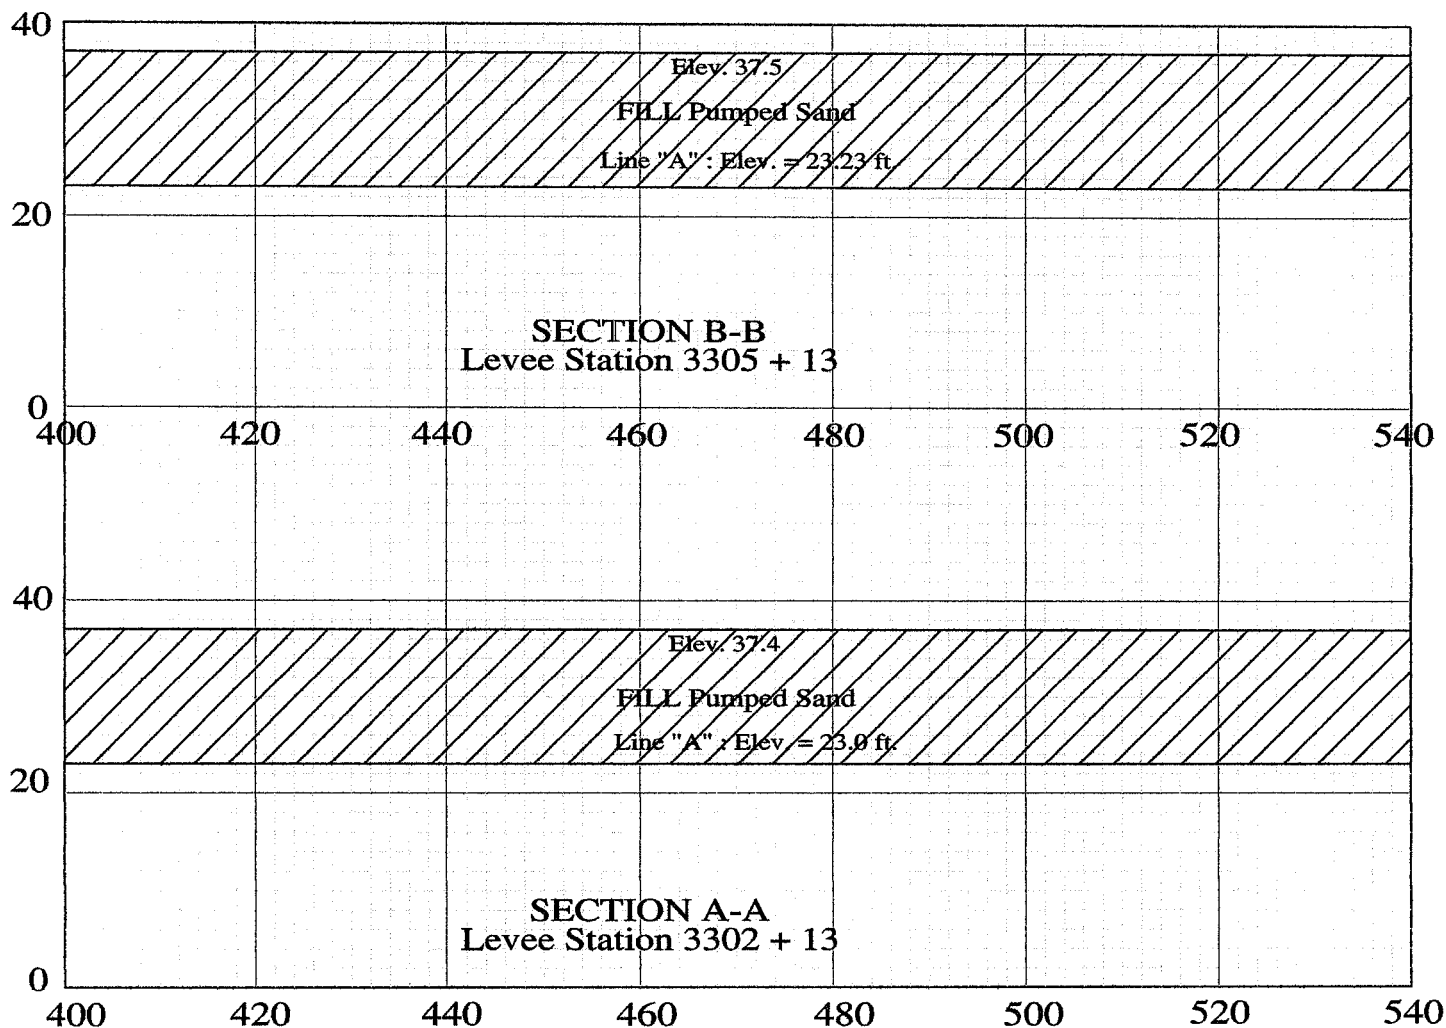 40
Elev. 37.5
FILL Pumped Sand
Line "A" : Elev. = 23.23 ft.
20
SECTION B-B
Levee Station 3305 + 13
0
400 420 440 460 480 500 520 540
40
Elev. 37.4
FILL Pumped Sand
Line "A" : Elev. = 23.0 ft.
20
SECTION A-A
Levee Station 3302 + 13
0
400 420 440 460 480 500 520 540